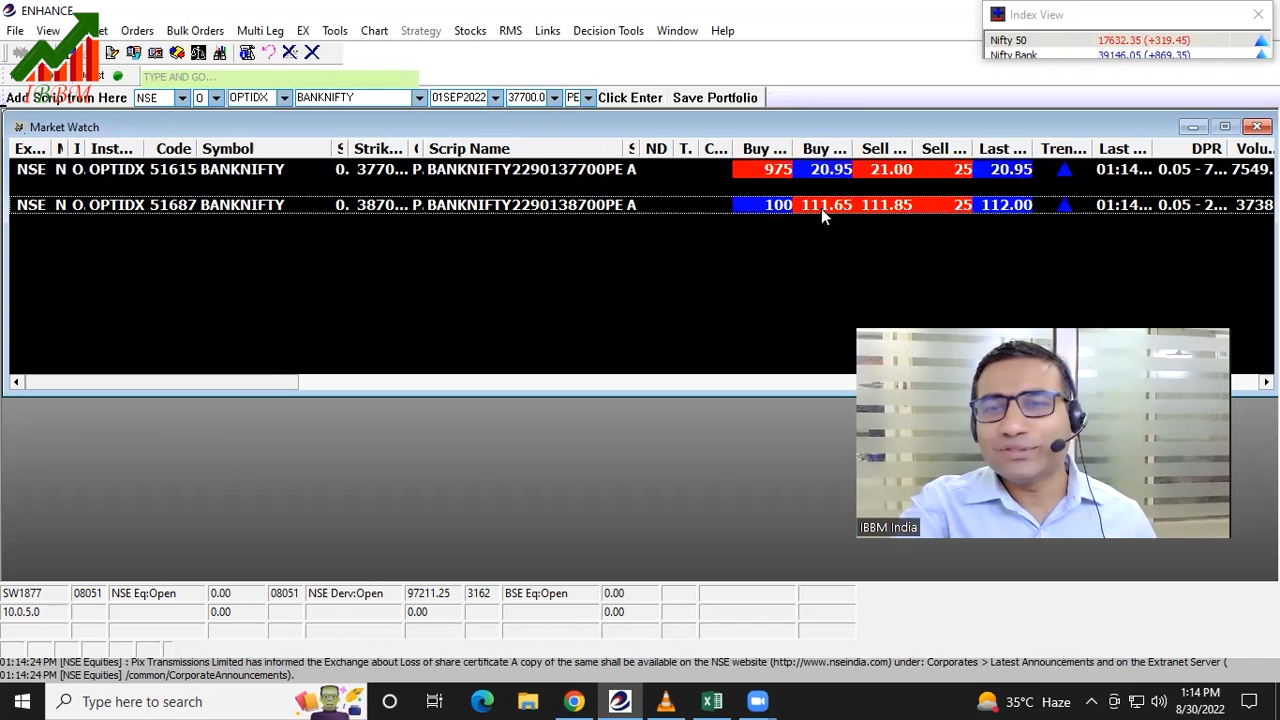 ENHANCE
File View Market Orders Bulk Orders Multi Leg EX Tools Chart Strategy Stocks RMS Links Decision Tools Window Help
Index View
Nifty 50 17632.35 (+319.45)
Nifty Bank 39146.05 (+869.35)
TYPE AND GO...
IBBM
Add Scrip from Here NSE O OPTIDX BANKNIFTY 01SEP2022 37700.0 PE Click Enter Save Portfolio
Market Watch
Ex... I Inst... Code Symbol S Strik... Scrip Name S ND T. C... Buy ... Buy ... Sell ... Sell ... Last ... Tren... Last ... DPR Volu...
NSE N O. OPTIDX 51615 BANKNIFTY 0. 3770... P. BANKNIFTY2290137700PE A 975 20.95 21.00 25 20.95 01:14... 0.05 - 7... 7549.
NSE N O. OPTIDX 51687 BANKNIFTY 0. 3870... P. BANKNIFTY2290138700PE A 100 111.65 111.85 25 112.00 01:14... 0.05 - 2... 3738
IBBM India
SW1877 08051 NSE Eq:Open 0.00 08051 NSE Derv:Open 97211.25 3162 BSE Eq:Open 0.00
10.0.5.0 0.00 0.00 0.00
01:14:24 PM [NSE Equities] : Pix Transmissions Limited has informed the Exchange about Loss of share certificate A copy of the same shall be available on the NSE website (http://www.nseindia.com) under: Corporates > Latest Announcements and on the Extranet Server (
01:14:24 PM [NSE Equities] /common/CorporateAnnouncements).
Type here to search
35°C Haze
1:14 PM
8/30/2022